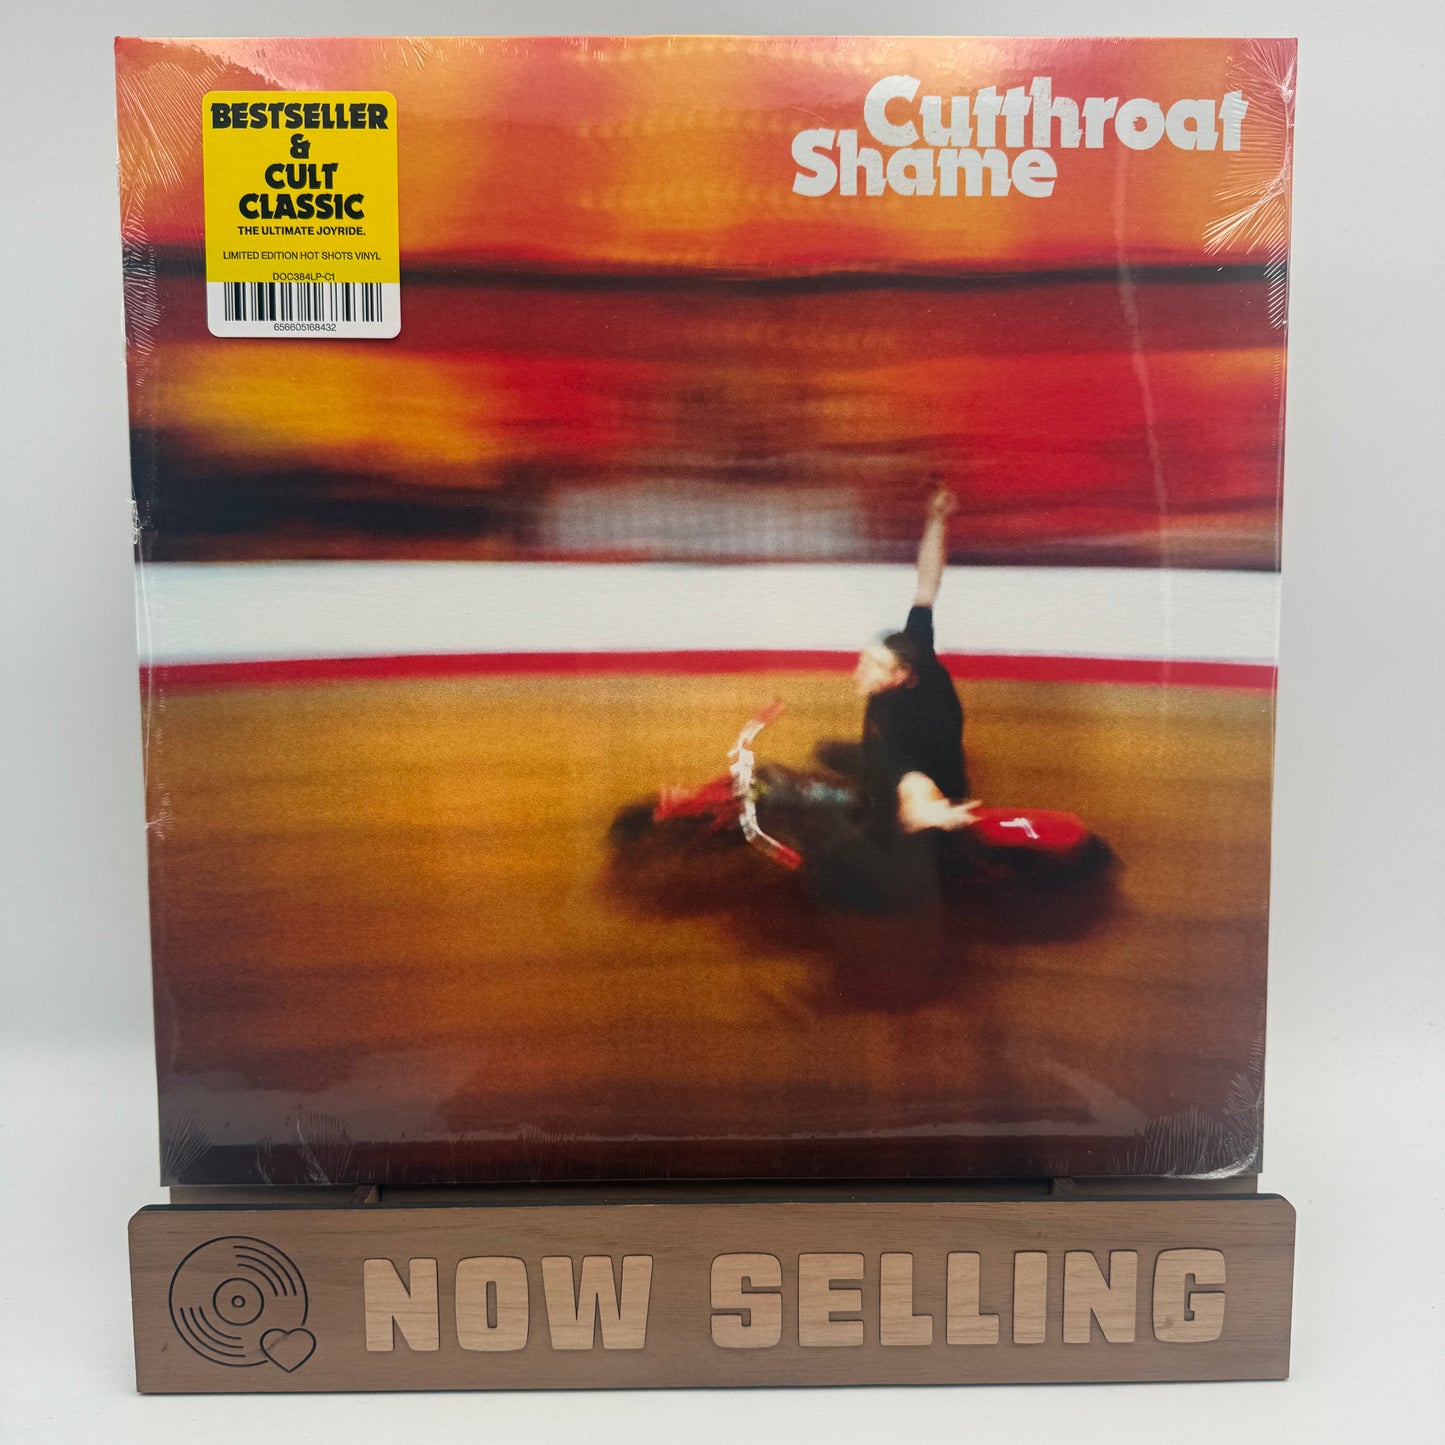 Cutthroat
Shame
BESTSELLER
&
CULT
CLASSIC
THE ULTIMATE JOYRIDE.
LIMITED EDITION HOT SHOTS VINYL
DOC384LP-C1
656605168432
NOW SELLING